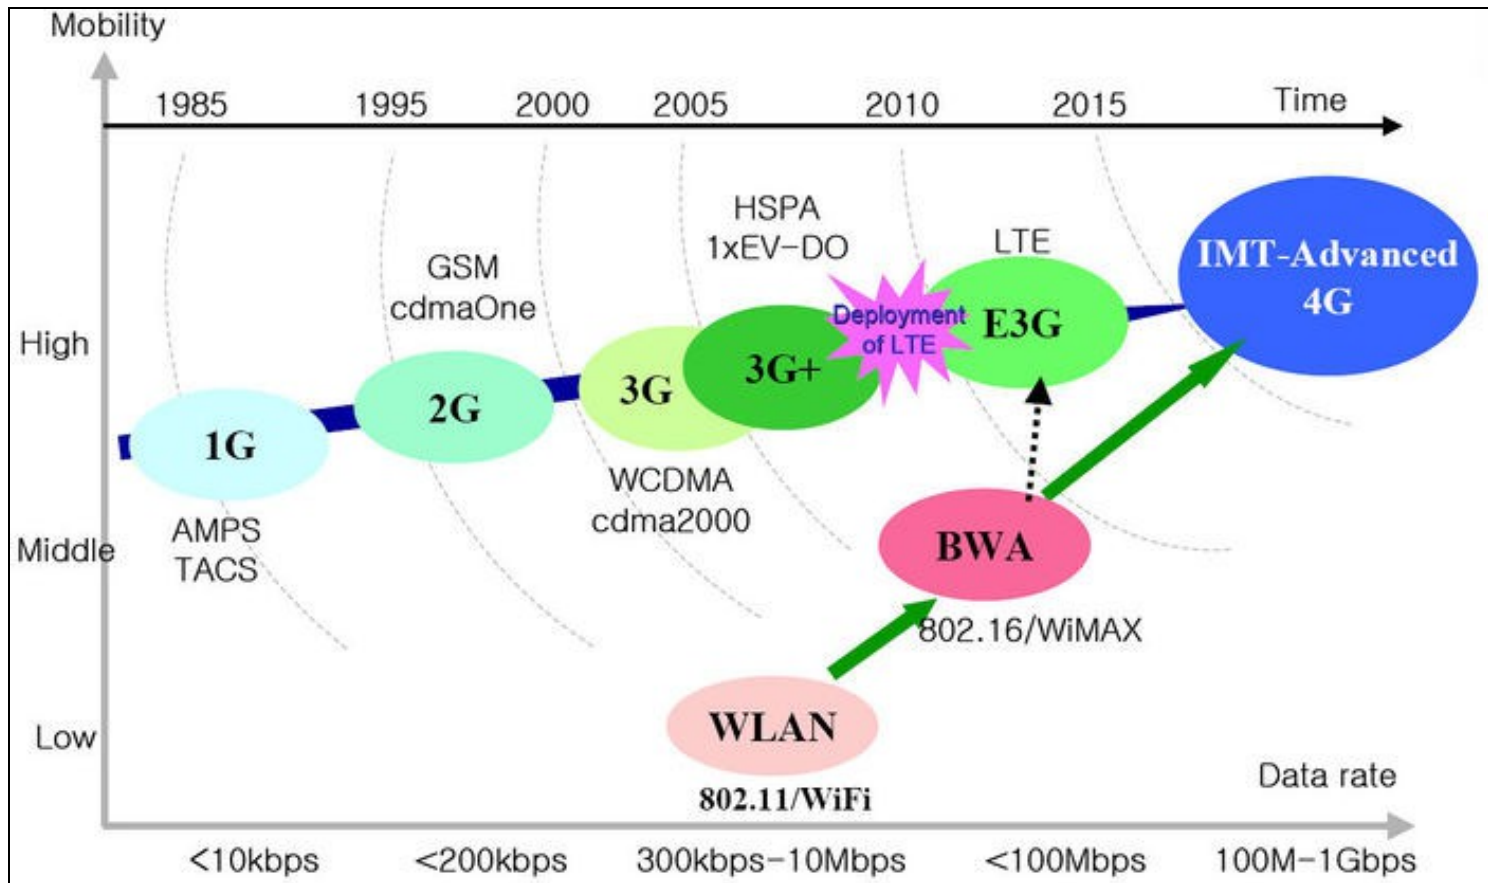 Mobility
1985 1995 2000 2005 2010 2015 Time
HSPA
1xEV-DO
LTE
GSM
cdmaOne
IMT-Advanced
4G
High
Deployment
of LTE
E3G
3G+
3G
2G
1G
WCDMA
cdma2000
AMPS
TACS
Middle
BWA
802.16/WiMAX
Low
WLAN
802.11/WiFi
Data rate
<10kbps <200kbps 300kbps-10Mbps <100Mbps 100M-1Gbps